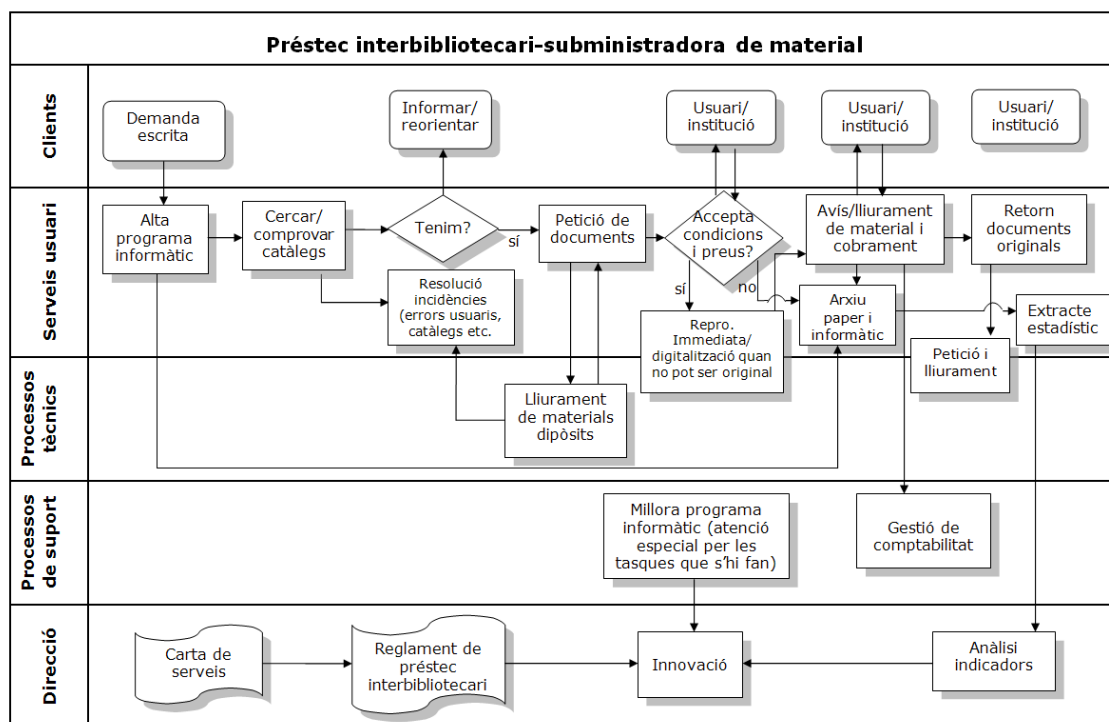 Préstec interbibliotecari-subministradora de material
Clients
Demanda
escrita
Informar/
reorientar
Usuari/
institució
Usuari/
institució
Usuari/
institució
Serveis usuari
Alta
programa
informàtic
Cercar/
comprovar
catàlegs
Tenim?
sí
Petició de
documents
Accepta
condicions
i preus?
sí
no
Avís/lliurament
de material i
cobrament
Retorn
documents
originals
Resolució
incidències
(errors usuaris,
catàlegs etc.
Repro.
Immediata/
digitalització quan
no pot ser original
Arxiu
paper i
informàtic
Extracte
estadístic
Petició i
lliurament
Processos
tècnics
Lliurament
de materials
dipòsits
Processos
de suport
Millora programa
informàtic (atenció
especial per les
tasques que s’hi fan)
Gestió de
comptabilitat
Direcció
Carta de
serveis
Reglament de
préstec
interbibliotecari
Innovació
Anàlisi
indicadors